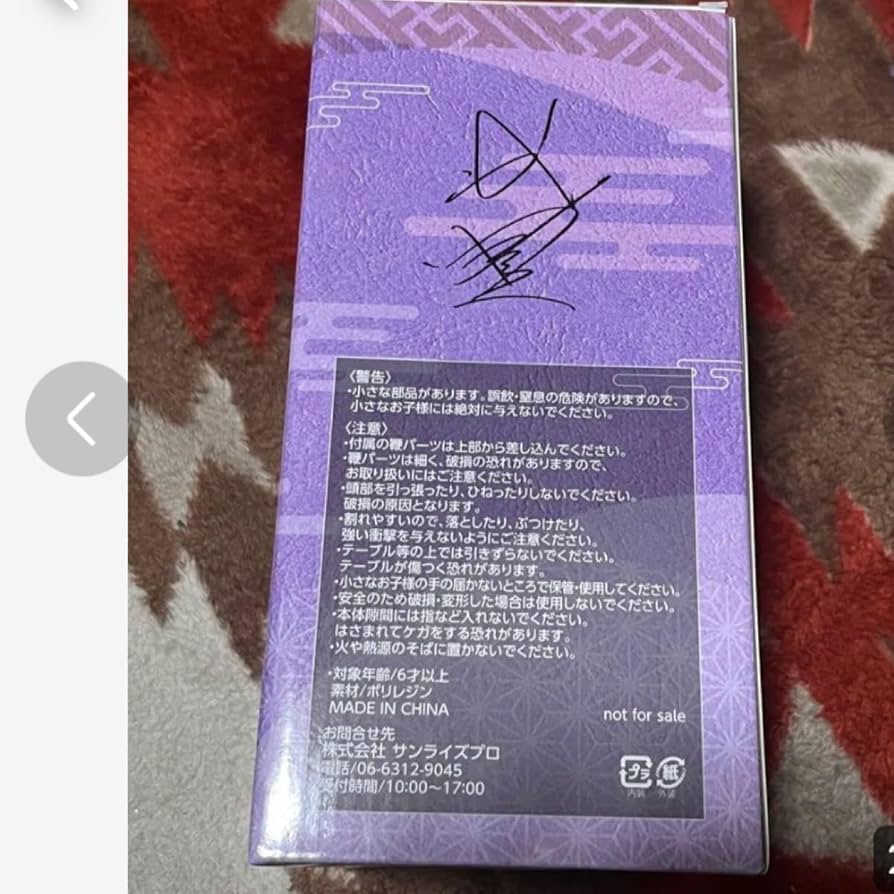 〈警告〉
・小さな部品があります。誤飲・窒息の危険がありますので、
小さなお子様には絶対に与えないでください。
〈注意〉
・付属の鞭パーツは上部から差し込んでください。
・鞭パーツは細く、破損の恐れがありますので、
お取り扱いにはご注意ください。
・頭部を引っ張ったり、ひねったりしないでください。
破損の原因となります。
・割れやすいので、落としたり、ぶつけたり、
強い衝撃を与えないようにご注意ください。
・テーブル等の上では引きずらないでください。
テーブルが傷つく恐れがあります。
・小さなお子様の手の届かないところで保管・使用してください。
・安全のため破損・変形した場合は使用しないでください。
・本体隙間には指など入れないでください。
はさまれてケガをする恐れがあります。
・火や熱源のそばに置かないでください。
・対象年齢/6才以上
素材/ポリレジン
MADE IN CHINA
not for sale
お問合せ先
株式会社 サンライズプロ
電話/06-6312-9045
受付時間/10:00〜17:00
プラ 紙
内装 外装